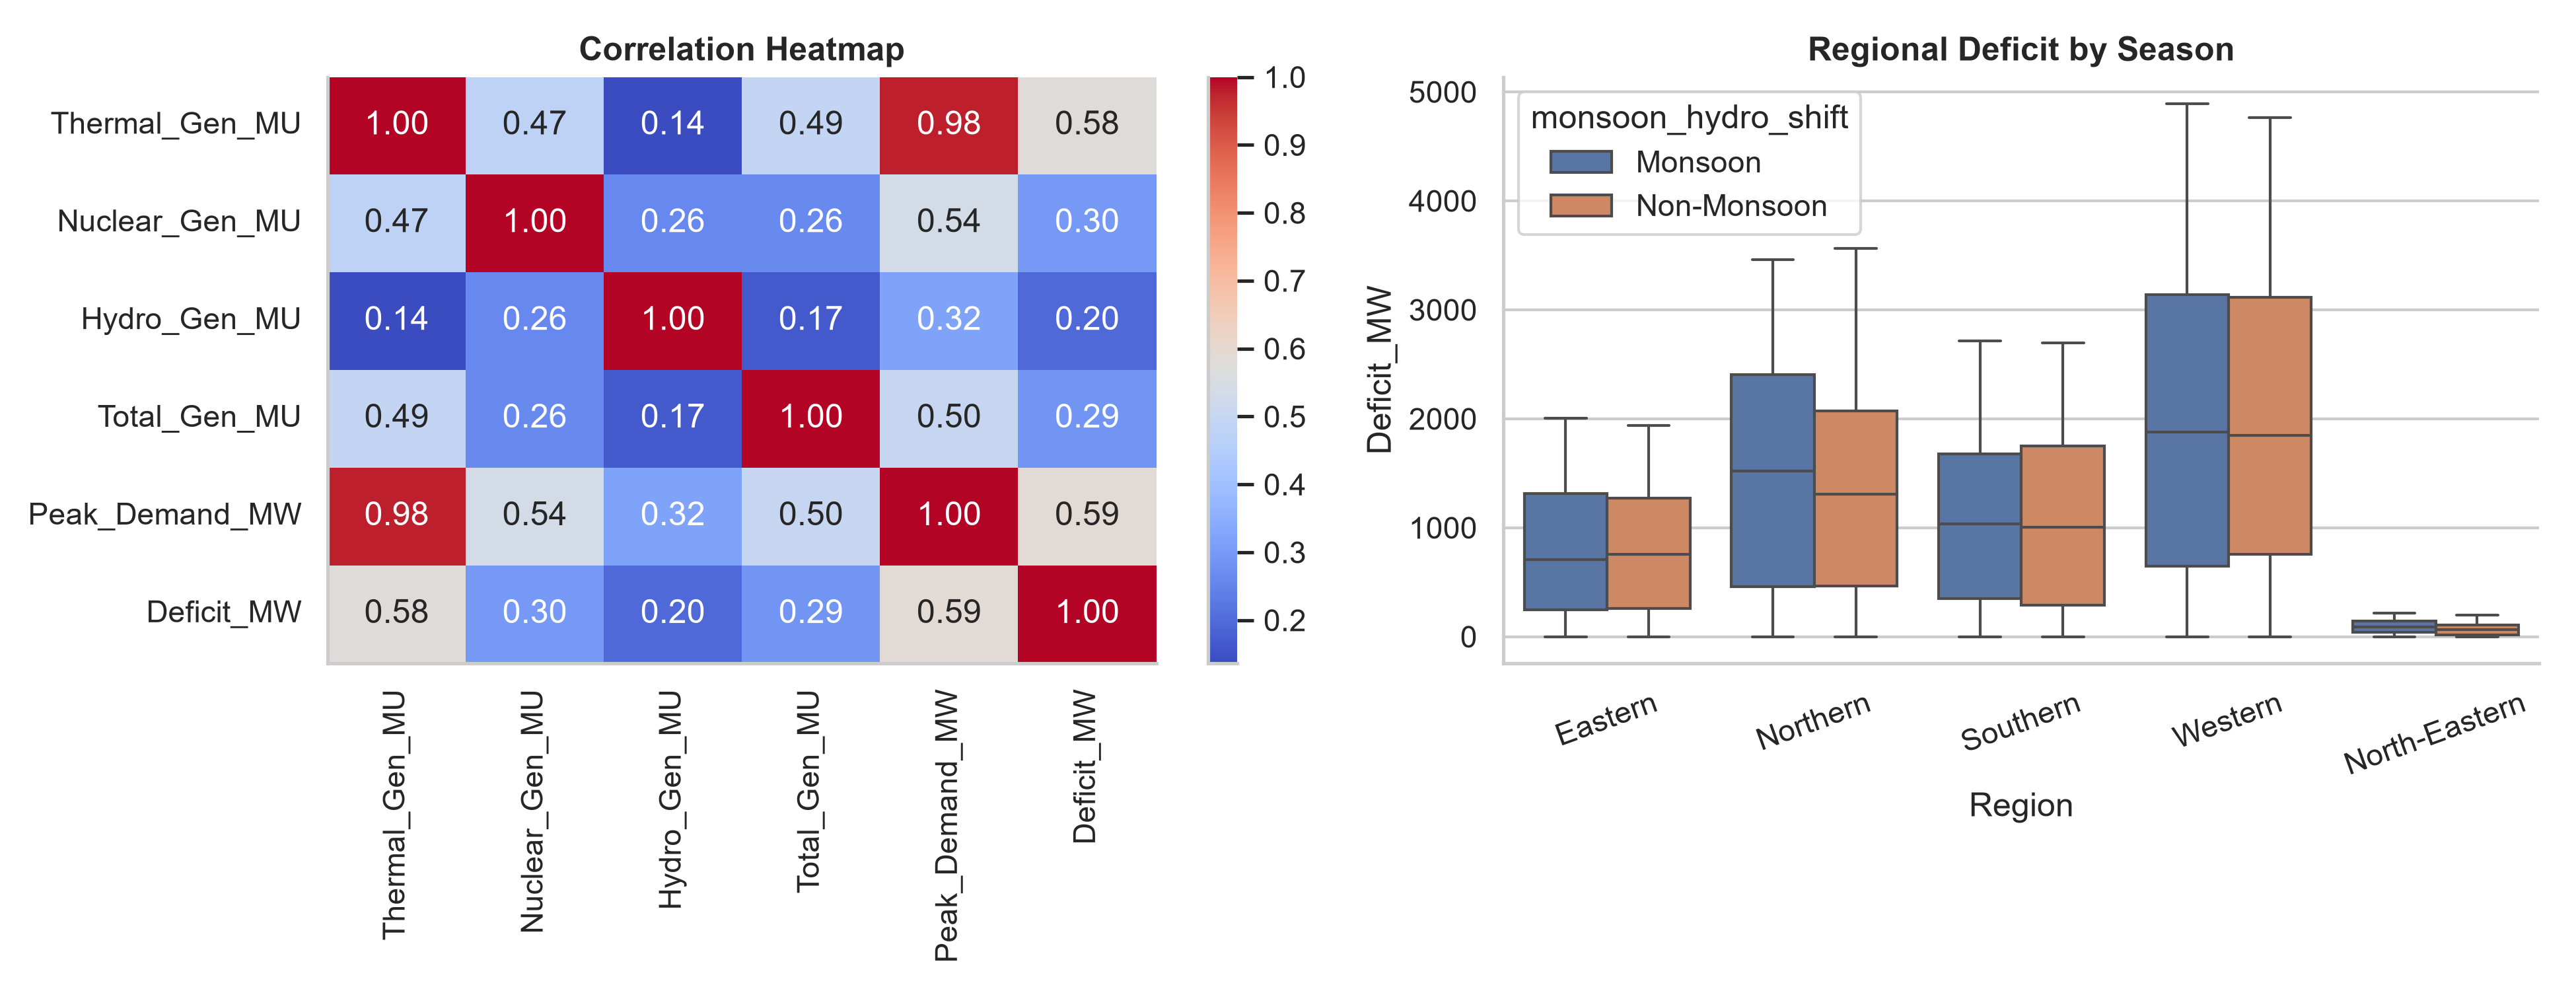 Correlation Heatmap
Thermal_Gen_MU 1.00 0.47 0.14 0.49 0.98 0.58
Nuclear_Gen_MU 0.47 1.00 0.26 0.26 0.54 0.30
Hydro_Gen_MU 0.14 0.26 1.00 0.17 0.32 0.20
Total_Gen_MU 0.49 0.26 0.17 1.00 0.50 0.29
Peak_Demand_MW 0.98 0.54 0.32 0.50 1.00 0.59
Deficit_MW 0.58 0.30 0.20 0.29 0.59 1.00
Thermal_Gen_MU
Nuclear_Gen_MU
Hydro_Gen_MU
Total_Gen_MU
Peak_Demand_MW
Deficit_MW
1.0
0.9
0.8
0.7
0.6
0.5
0.4
0.3
0.2
Regional Deficit by Season
monsoon_hydro_shift
Monsoon
Non-Monsoon
Deficit_MW
5000
4000
3000
2000
1000
0
Eastern
Northern
Southern
Western
North-Eastern
Region